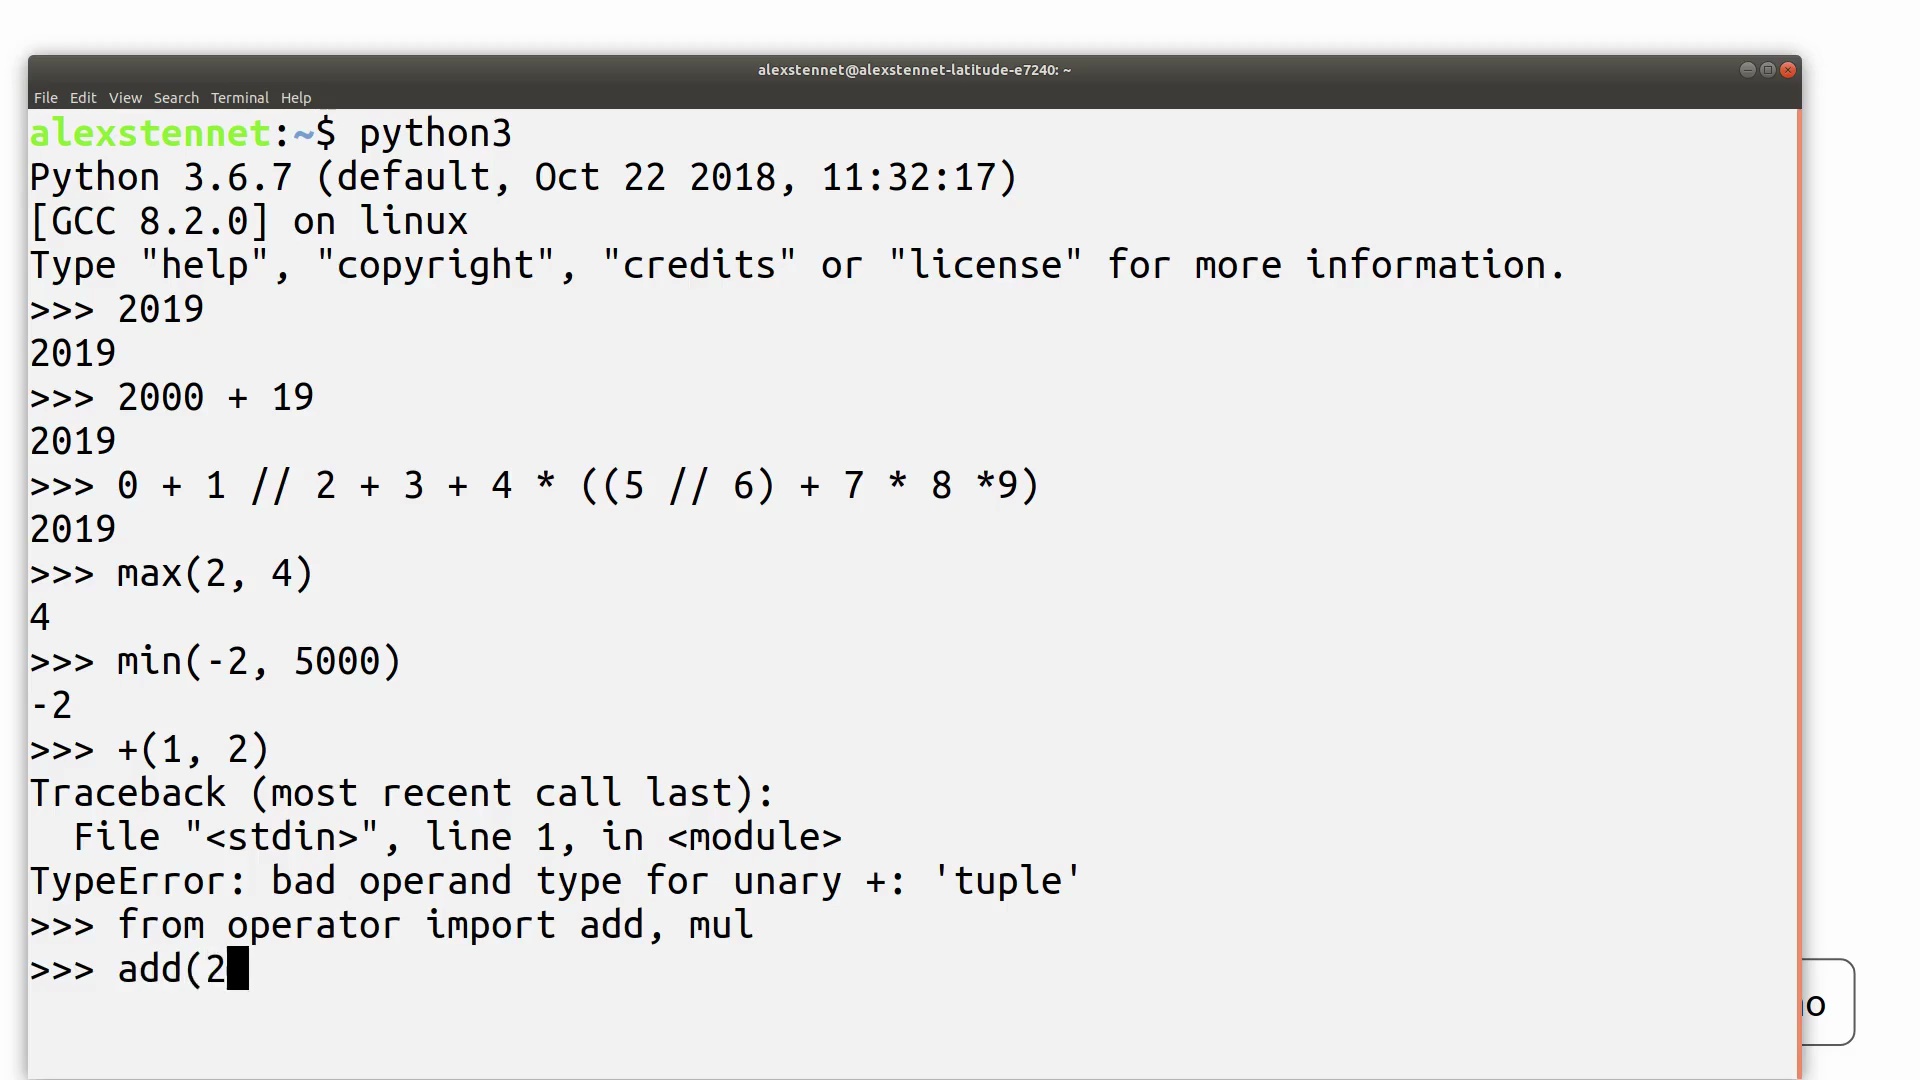 alexstennet@alexstennet-latitude-e7240: ~
File Edit View Search Terminal Help
alexstennet:~$ python3
Python 3.6.7 (default, Oct 22 2018, 11:32:17)
[GCC 8.2.0] on linux
Type "help", "copyright", "credits" or "license" for more information.
>>> 2019
2019
>>> 2000 + 19
2019
>>> 0 + 1 // 2 + 3 + 4 * ((5 // 6) + 7 * 8 *9)
2019
>>> max(2, 4)
4
>>> min(-2, 5000)
-2
>>> +(1, 2)
Traceback (most recent call last):
  File "<stdin>", line 1, in <module>
TypeError: bad operand type for unary +: 'tuple'
>>> from operator import add, mul
>>> add(2